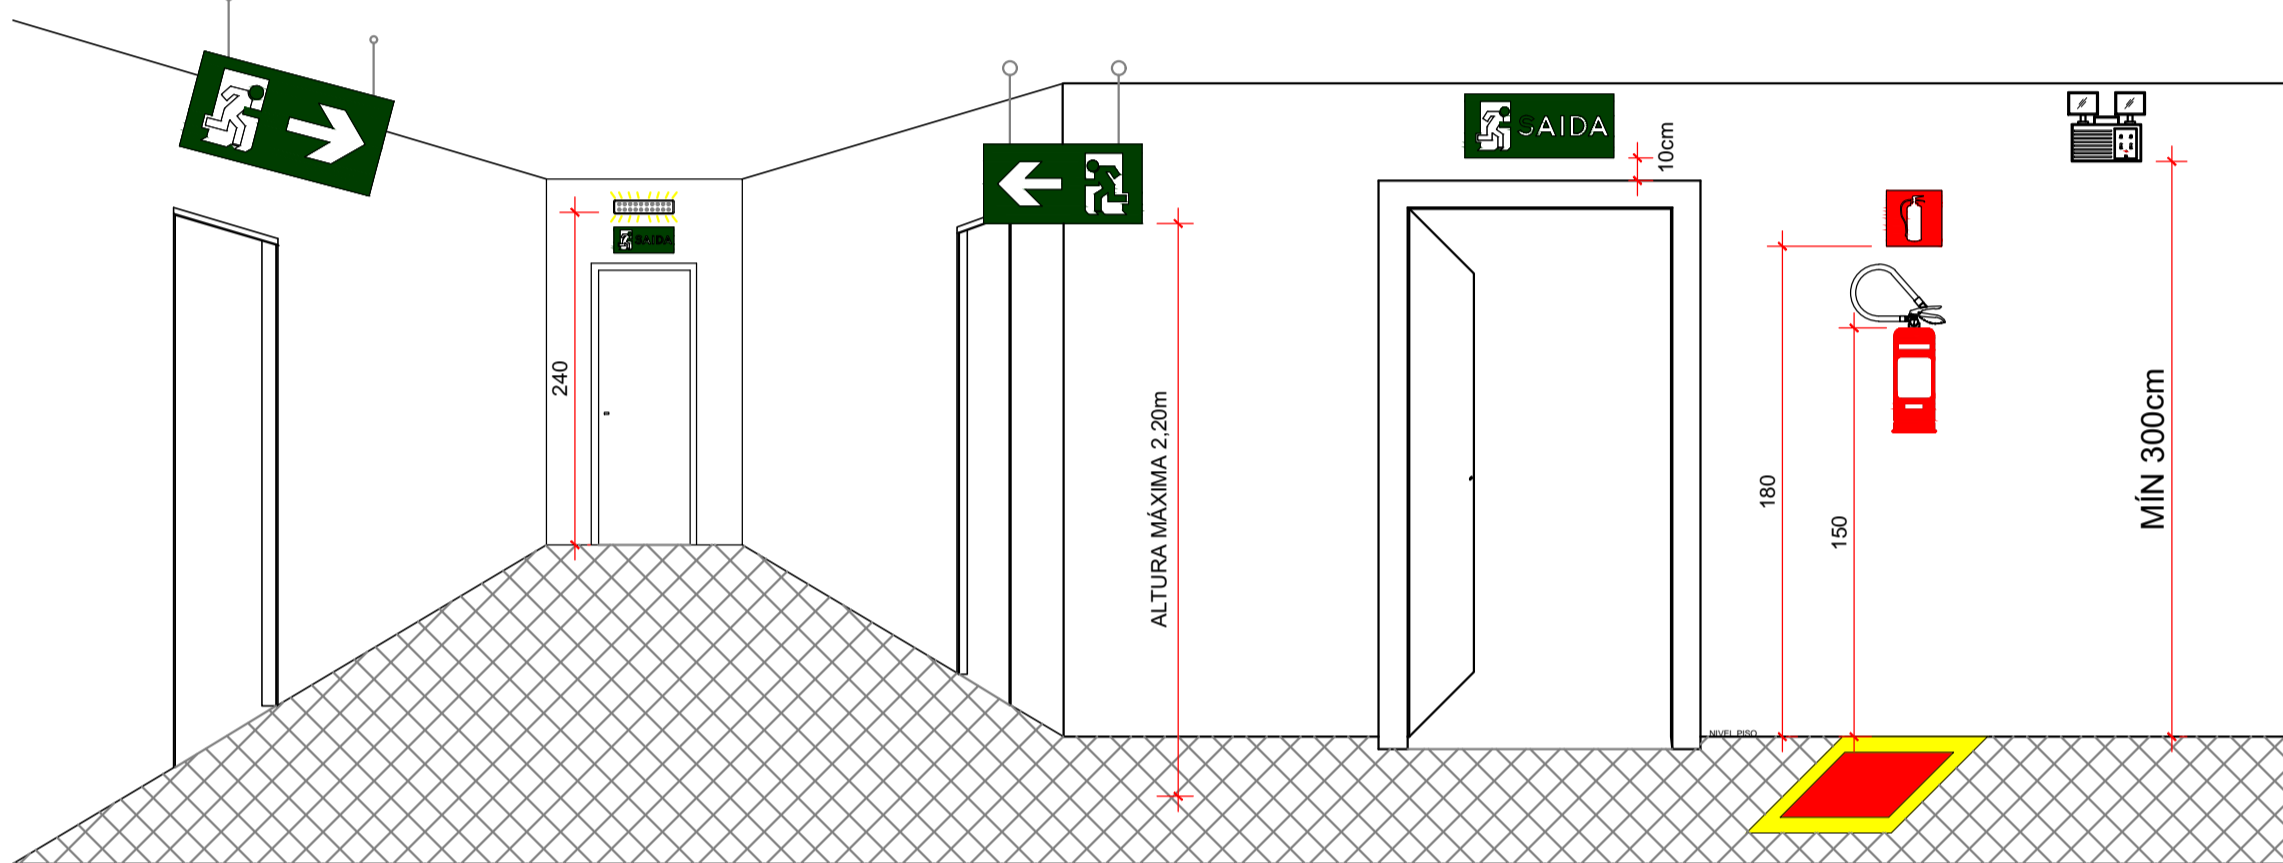 SAIDA
10cm
SAIDA
240
ALTURA MÁXIMA 2,20m
180
150
MÍN 300cm
NIVEL PISO